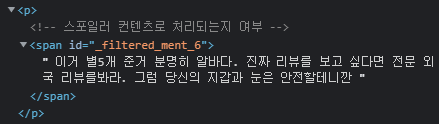 ▼<p>
<!-- 스포일러 컨텐츠로 처리되는지 여부 -->
▼<span id="_filtered_ment_6">
" 이거 별5개 준거 분명히 알바다. 진짜 리뷰를 보고 싶다면 전문 외
국 리뷰를봐라. 그럼 당신의 지갑과 눈은 안전할테니깐 "
</span>
</p>